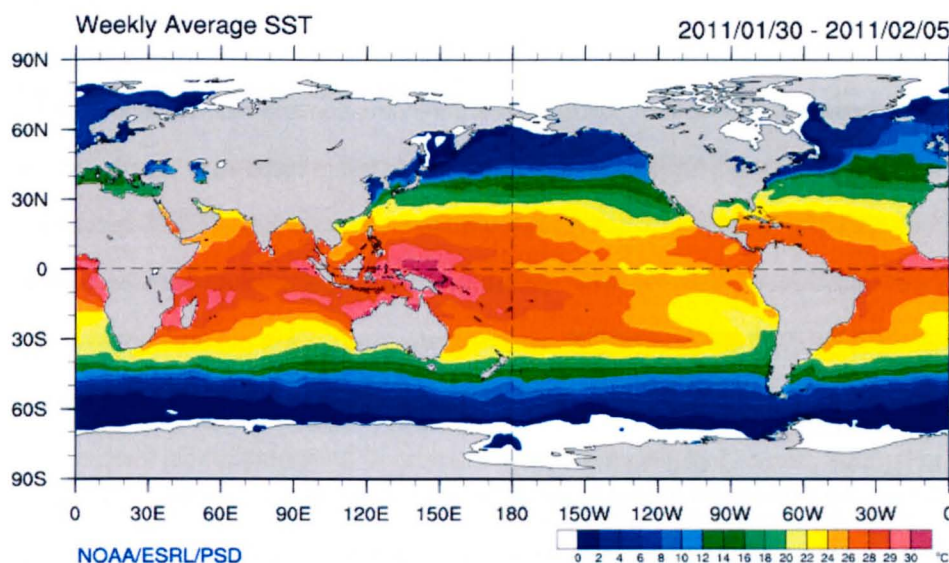 Weekly Average SST 2011/01/30 - 2011/02/05
90N
60N
30N
0
30S
60S
90S
0 30E 60E 90E 120E 150E 180 150W 120W 90W 60W 30W 0
0 2 4 6 8 10 12 14 16 18 20 22 24 26 28 29 30 °C
NOAA/ESRL/PSD